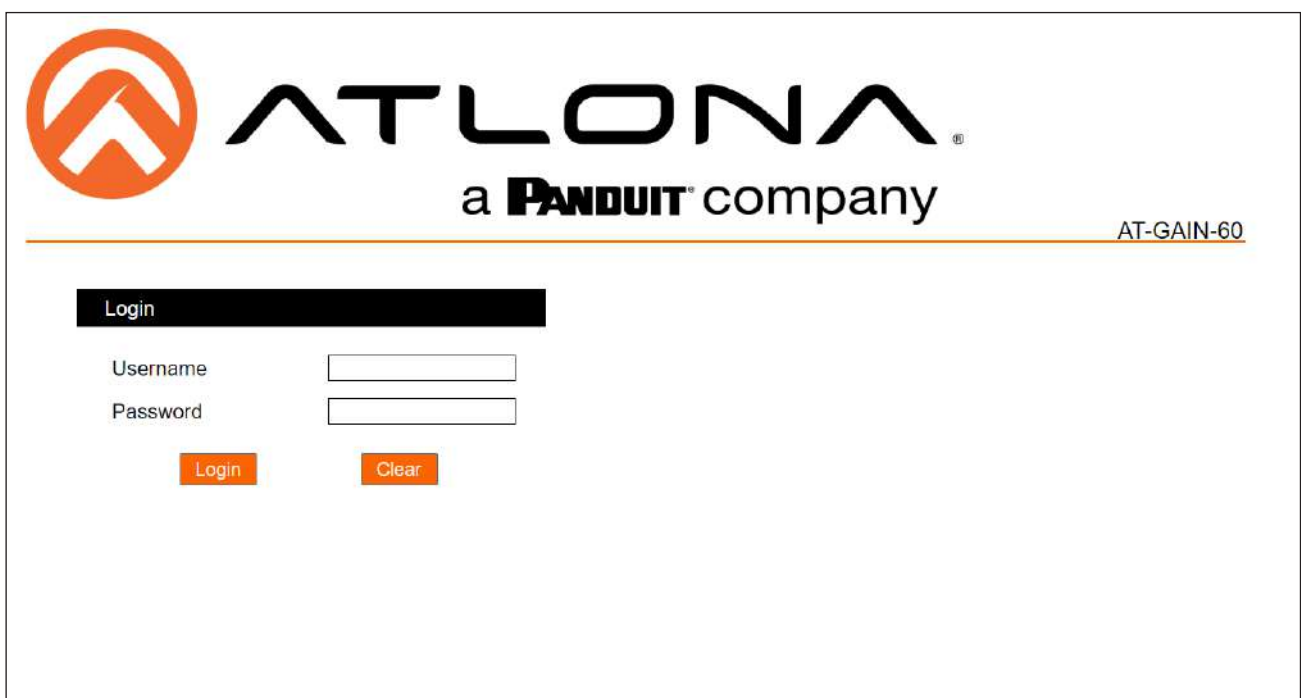 ATLONA®
a PANDUIT® company
AT-GAIN-60
Login
Username
Password
Login Clear